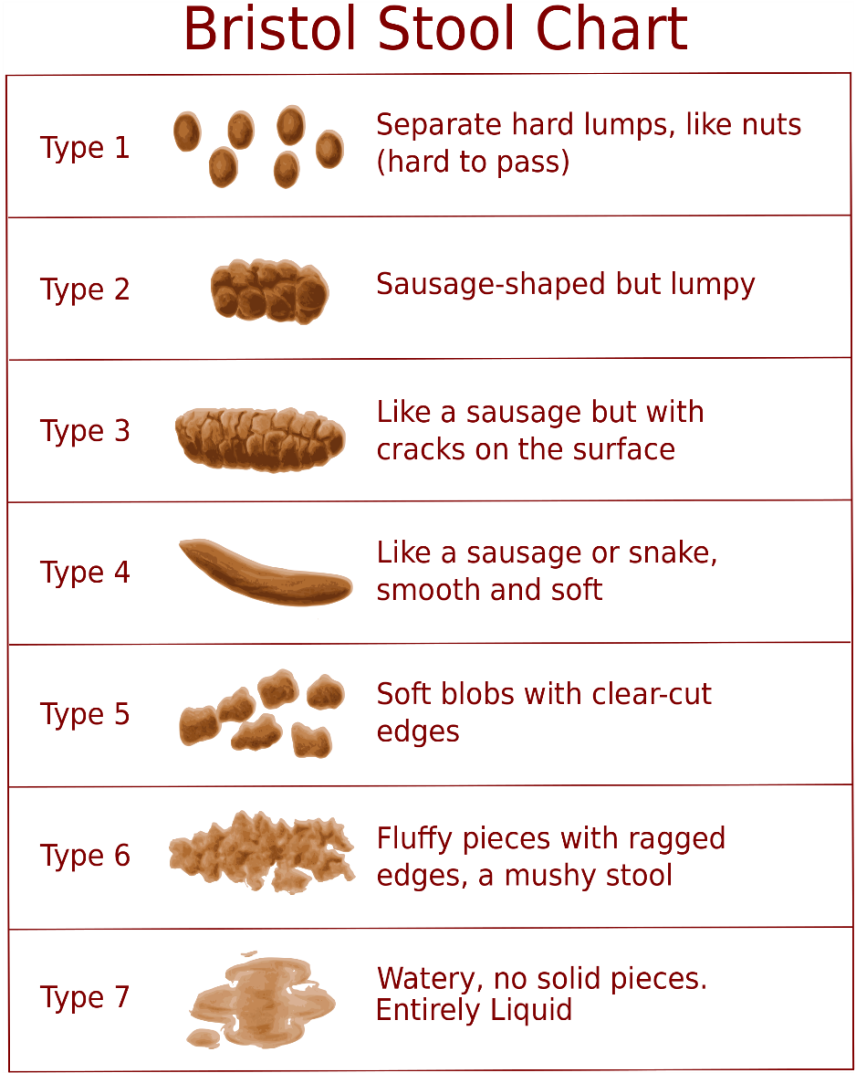 Bristol Stool Chart
Type 1
Separate hard lumps, like nuts
(hard to pass)
Type 2
Sausage-shaped but lumpy
Type 3
Like a sausage but with
cracks on the surface
Type 4
Like a sausage or snake,
smooth and soft
Type 5
Soft blobs with clear-cut
edges
Type 6
Fluffy pieces with ragged
edges, a mushy stool
Type 7
Watery, no solid pieces.
Entirely Liquid